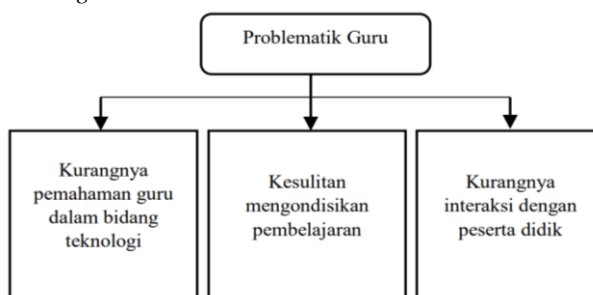 Problematik Guru
Kurangnya
pemahaman guru
dalam bidang
teknologi
Kesulitan
mengondisikan
pembelajaran
Kurangnya
interaksi dengan
peserta didik